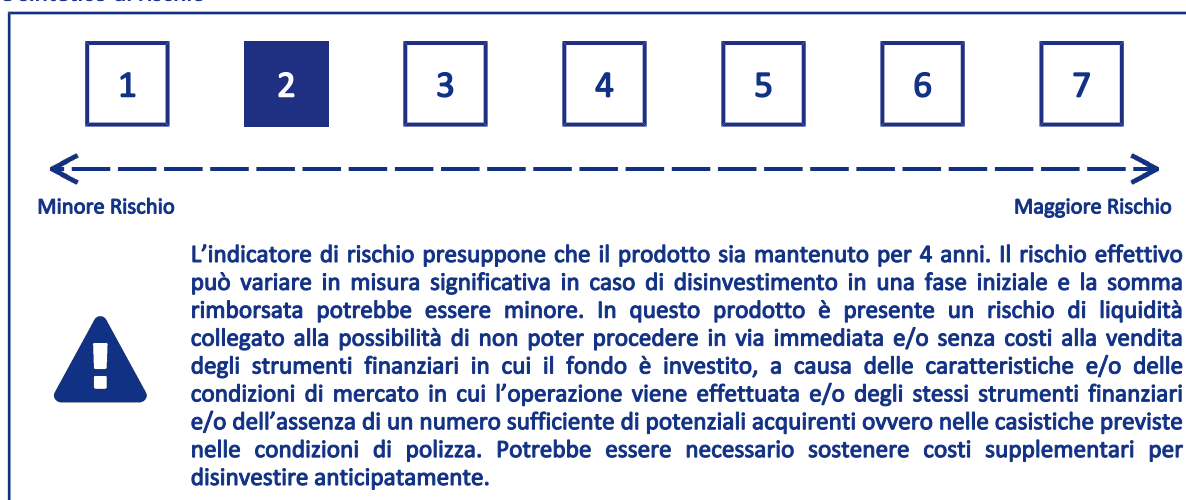 1 2 3 4 5 6 7
Minore Rischio Maggiore Rischio
L’indicatore di rischio presuppone che il prodotto sia mantenuto per 4 anni. Il rischio effettivo
può variare in misura significativa in caso di disinvestimento in una fase iniziale e la somma
rimborsata potrebbe essere minore. In questo prodotto è presente un rischio di liquidità
collegato alla possibilità di non poter procedere in via immediata e/o senza costi alla vendita
degli strumenti finanziari in cui il fondo è investito, a causa delle caratteristiche e/o delle
condizioni di mercato in cui l’operazione viene effettuata e/o degli stessi strumenti finanziari
e/o dell’assenza di un numero sufficiente di potenziali acquirenti ovvero nelle casistiche previste
nelle condizioni di polizza. Potrebbe essere necessario sostenere costi supplementari per
disinvestire anticipatamente.